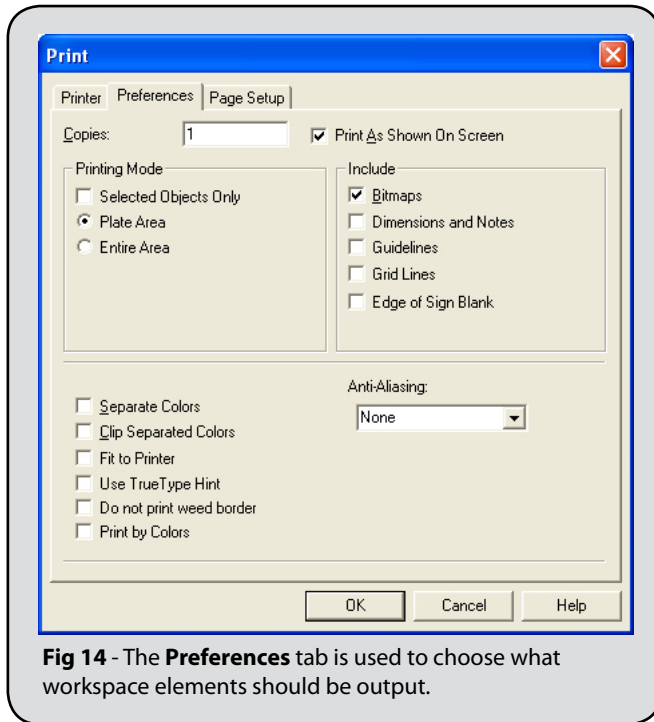 Print
Printer Preferences Page Setup
Copies: 1 Print As Shown On Screen
Printing Mode
Selected Objects Only
Plate Area
Entire Area
Include
Bitmaps
Dimensions and Notes
Guidelines
Grid Lines
Edge of Sign Blank
Separate Colors
Clip Separated Colors
Fit to Printer
Use TrueType Hint
Do not print weed border
Print by Colors
Anti-Aliasing:
None
OK Cancel Help
Fig 14 - The Preferences tab is used to choose what
workspace elements should be output.